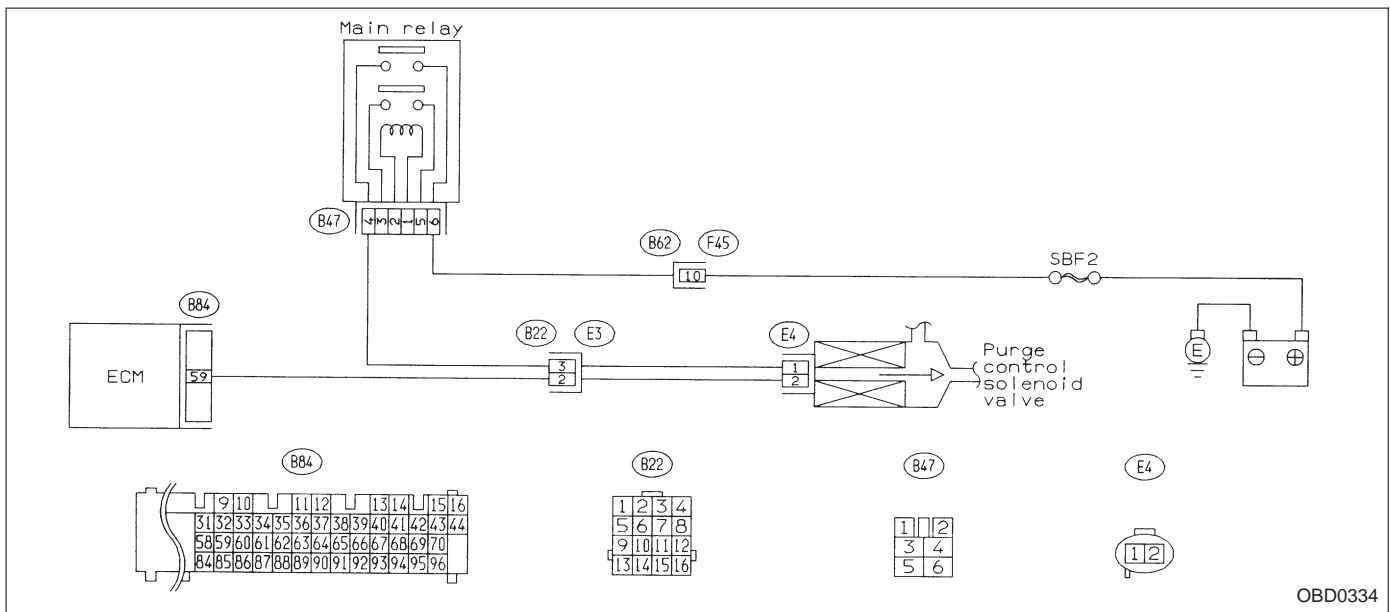 Main relay
B47
4 3 2 1 5 6
B62 F45
10
SBF2
B84
ECM
59
B22 E3
3
2
E4
1
2
Purge
control
solenoid
valve
E
⊖ ⊕
B84
9 10 11 12 13 14 15 16
31 32 33 34 35 36 37 38 39 40 41 42 43 44
58 59 60 61 62 63 64 65 66 67 68 69 70
84 85 86 87 88 89 90 91 92 93 94 95 96
B22
1 2 3 4
5 6 7 8
9 10 11 12
13 14 15 16
B47
1 2
3 4
5 6
E4
1 2
OBD0334